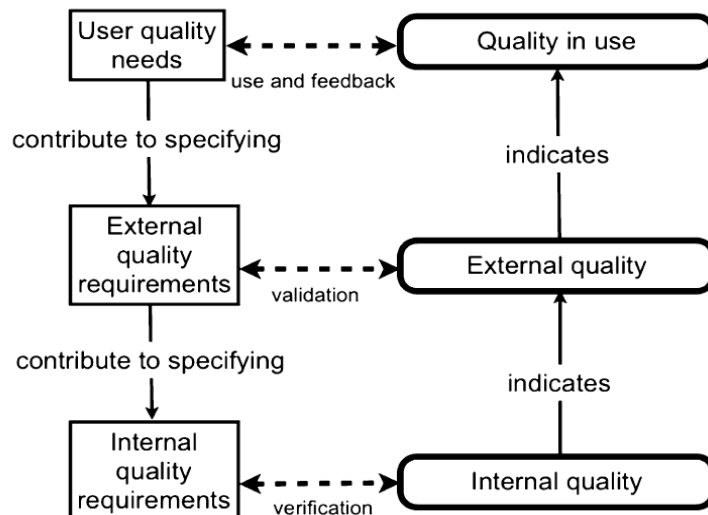 User quality
needs
Quality in use
use and feedback
contribute to specifying
indicates
External
quality
requirements
External quality
validation
contribute to specifying
indicates
Internal
quality
requirements
Internal quality
verification